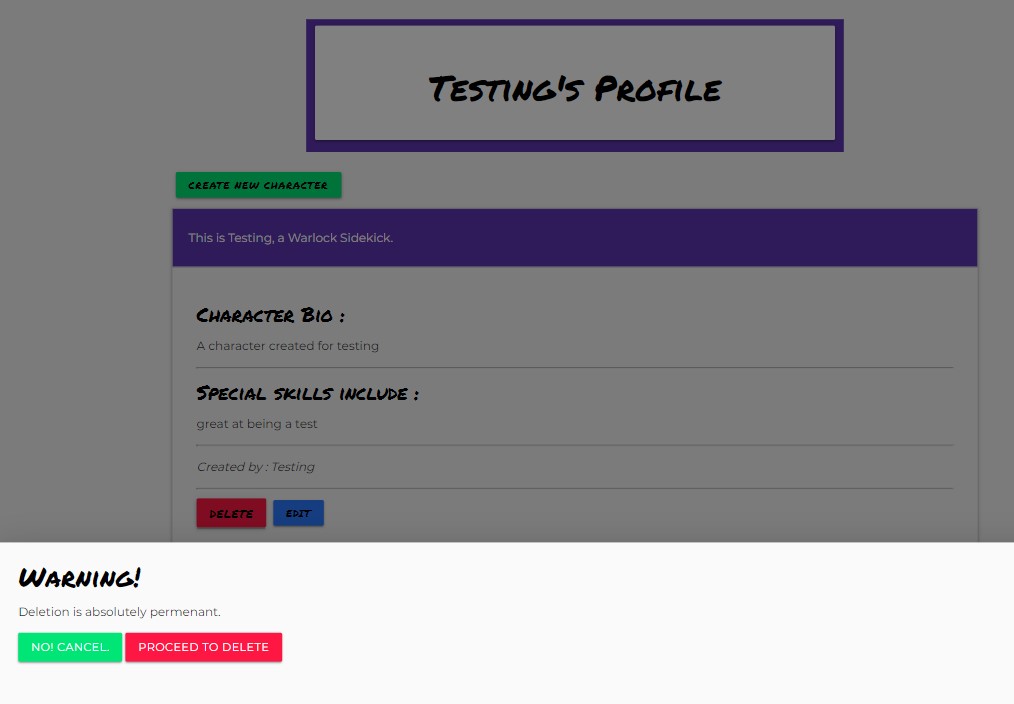 Testing's Profile
CREATE NEW CHARACTER
This is Testing, a Warlock Sidekick.
Character Bio :
A character created for testing
Special skills include :
great at being a test
Created by : Testing
DELETE EDIT
Warning!
Deletion is absolutely permenant.
NO! CANCEL. PROCEED TO DELETE